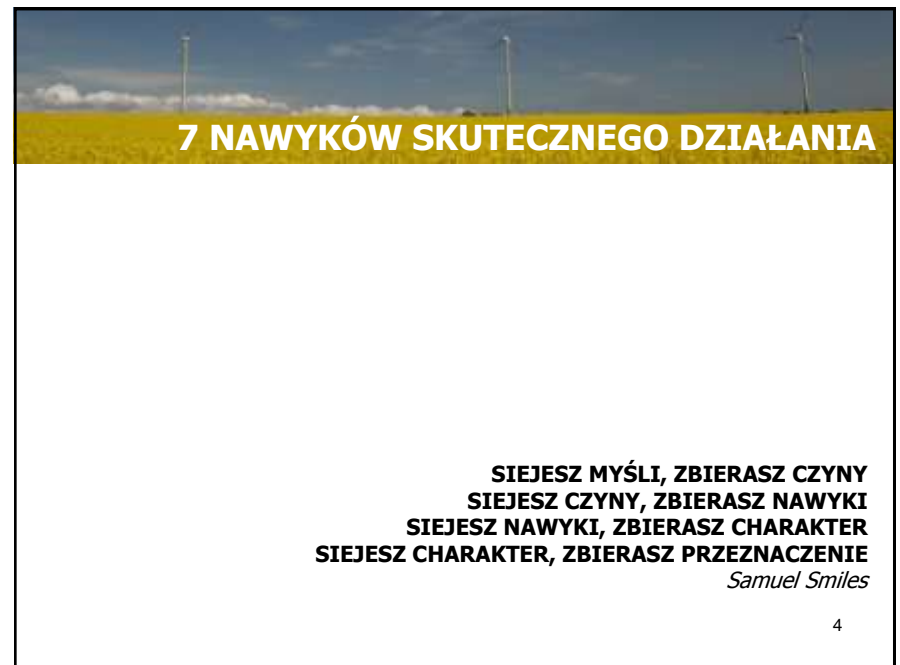 7 NAWYKÓW SKUTECZNEGO DZIAŁANIA
SIEJESZ MYŚLI, ZBIERASZ CZYNY
SIEJESZ CZYNY, ZBIERASZ NAWYKI
SIEJESZ NAWYKI, ZBIERASZ CHARAKTER
SIEJESZ CHARAKTER, ZBIERASZ PRZEZNACZENIE
Samuel Smiles
4